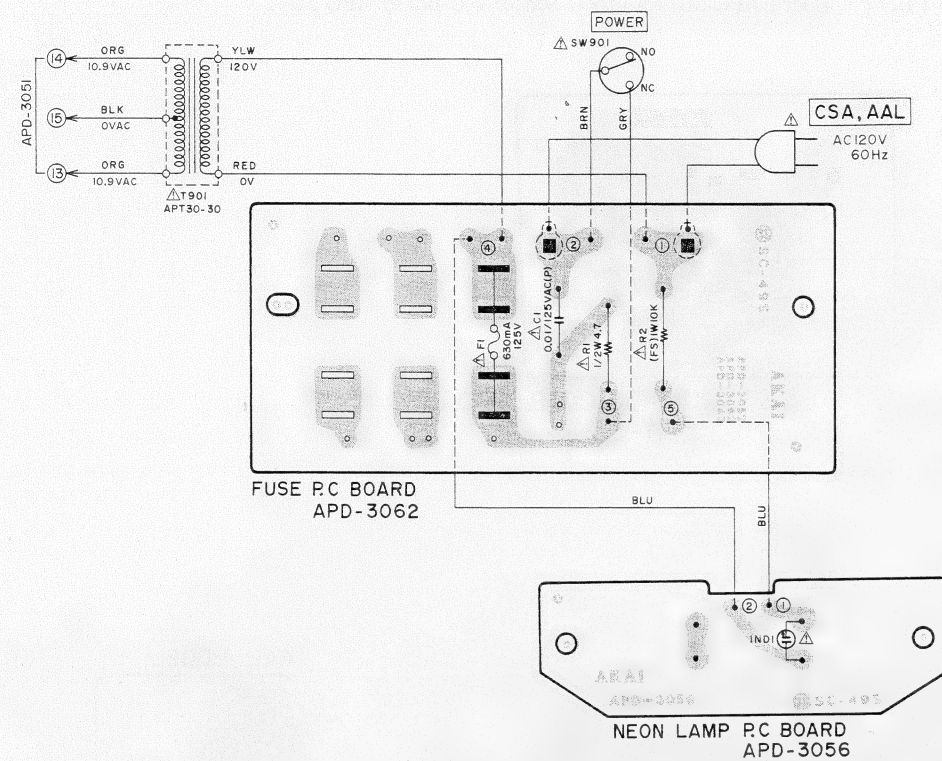 POWER
SW901
NO
NC
BRN
GRY
14
ORG
10.9VAC
YLW
120V
APD-3051
15
BLK
0VAC
13
ORG
10.9VAC
RED
0V
T901
APT30-30
CSA, AAL
AC120V
60Hz
4
2
1
F1
630mA
125V
C1
0.01/125VAC(P)
R1
1/2W 4.7
R2
(FS)1W10K
3
5
AKAI
FUSE P.C BOARD
APD-3062
BLU
BLU
2
1
IND1
AKAI
APD-3056
SC-495
NEON LAMP P.C BOARD
APD-3056